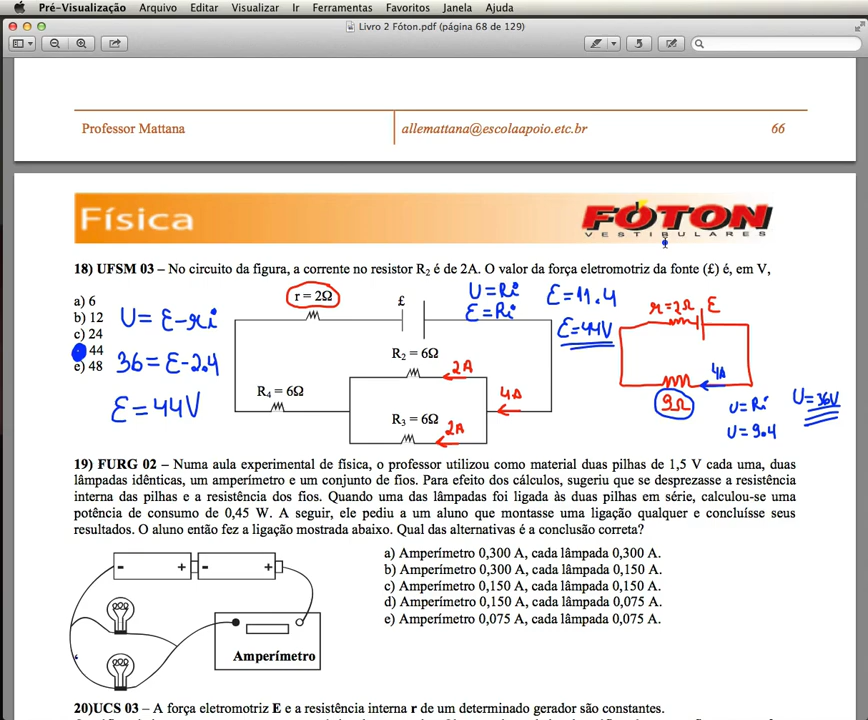 Pré-Visualização Arquivo Editar Visualizar Ir Ferramentas Favoritos Janela Ajuda
Livro 2 Fóton.pdf (página 68 de 129)
Professor Mattana allemattana@escolaapoio.etc.br 66
Física FÓTON
VESTIBULARES
18) UFSM 03 – No circuito da figura, a corrente no resistor R2 é de 2A. O valor da força eletromotriz da fonte (£) é, em V,
a) 6
b) 12
c) 24
44
e) 48
U = ε - ri
36 = ε - 2.4
ε = 44V
r = 2Ω
£
R2 = 6Ω
2A
R4 = 6Ω
4A
R3 = 6Ω
2A
U = Ri
ε = Ri
ε = 11.4
ε = 44V
r = 2Ω ε
4A
9Ω
U = Ri
U = 9.4
U = 36V
19) FURG 02 – Numa aula experimental de física, o professor utilizou como material duas pilhas de 1,5 V cada uma, duas
lâmpadas idênticas, um amperímetro e um conjunto de fios. Para efeito dos cálculos, sugeriu que se desprezasse a resistência
interna das pilhas e a resistência dos fios. Quando uma das lâmpadas foi ligada às duas pilhas em série, calculou-se uma
potência de consumo de 0,45 W. A seguir, ele pediu a um aluno que montasse uma ligação qualquer e concluísse seus
resultados. O aluno então fez a ligação mostrada abaixo. Qual das alternativas é a conclusão correta?
- + - +
Amperímetro
a) Amperímetro 0,300 A, cada lâmpada 0,300 A.
b) Amperímetro 0,300 A, cada lâmpada 0,150 A.
c) Amperímetro 0,150 A, cada lâmpada 0,150 A.
d) Amperímetro 0,150 A, cada lâmpada 0,075 A.
e) Amperímetro 0,075 A, cada lâmpada 0,075 A.
20)UCS 03 – A força eletromotriz E e a resistência interna r de um determinado gerador são constantes.